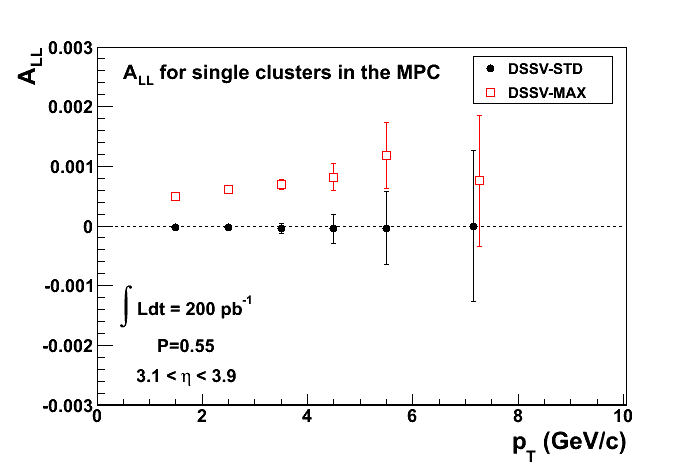 A_LL
0.003
A_LL for single clusters in the MPC
DSSV-STD
DSSV-MAX
0.002
0.001
0
-0.001
∫ Ldt = 200 pb^-1
-0.002
P=0.55
3.1 < η < 3.9
-0.003
0 2 4 6 8 10
p_T (GeV/c)